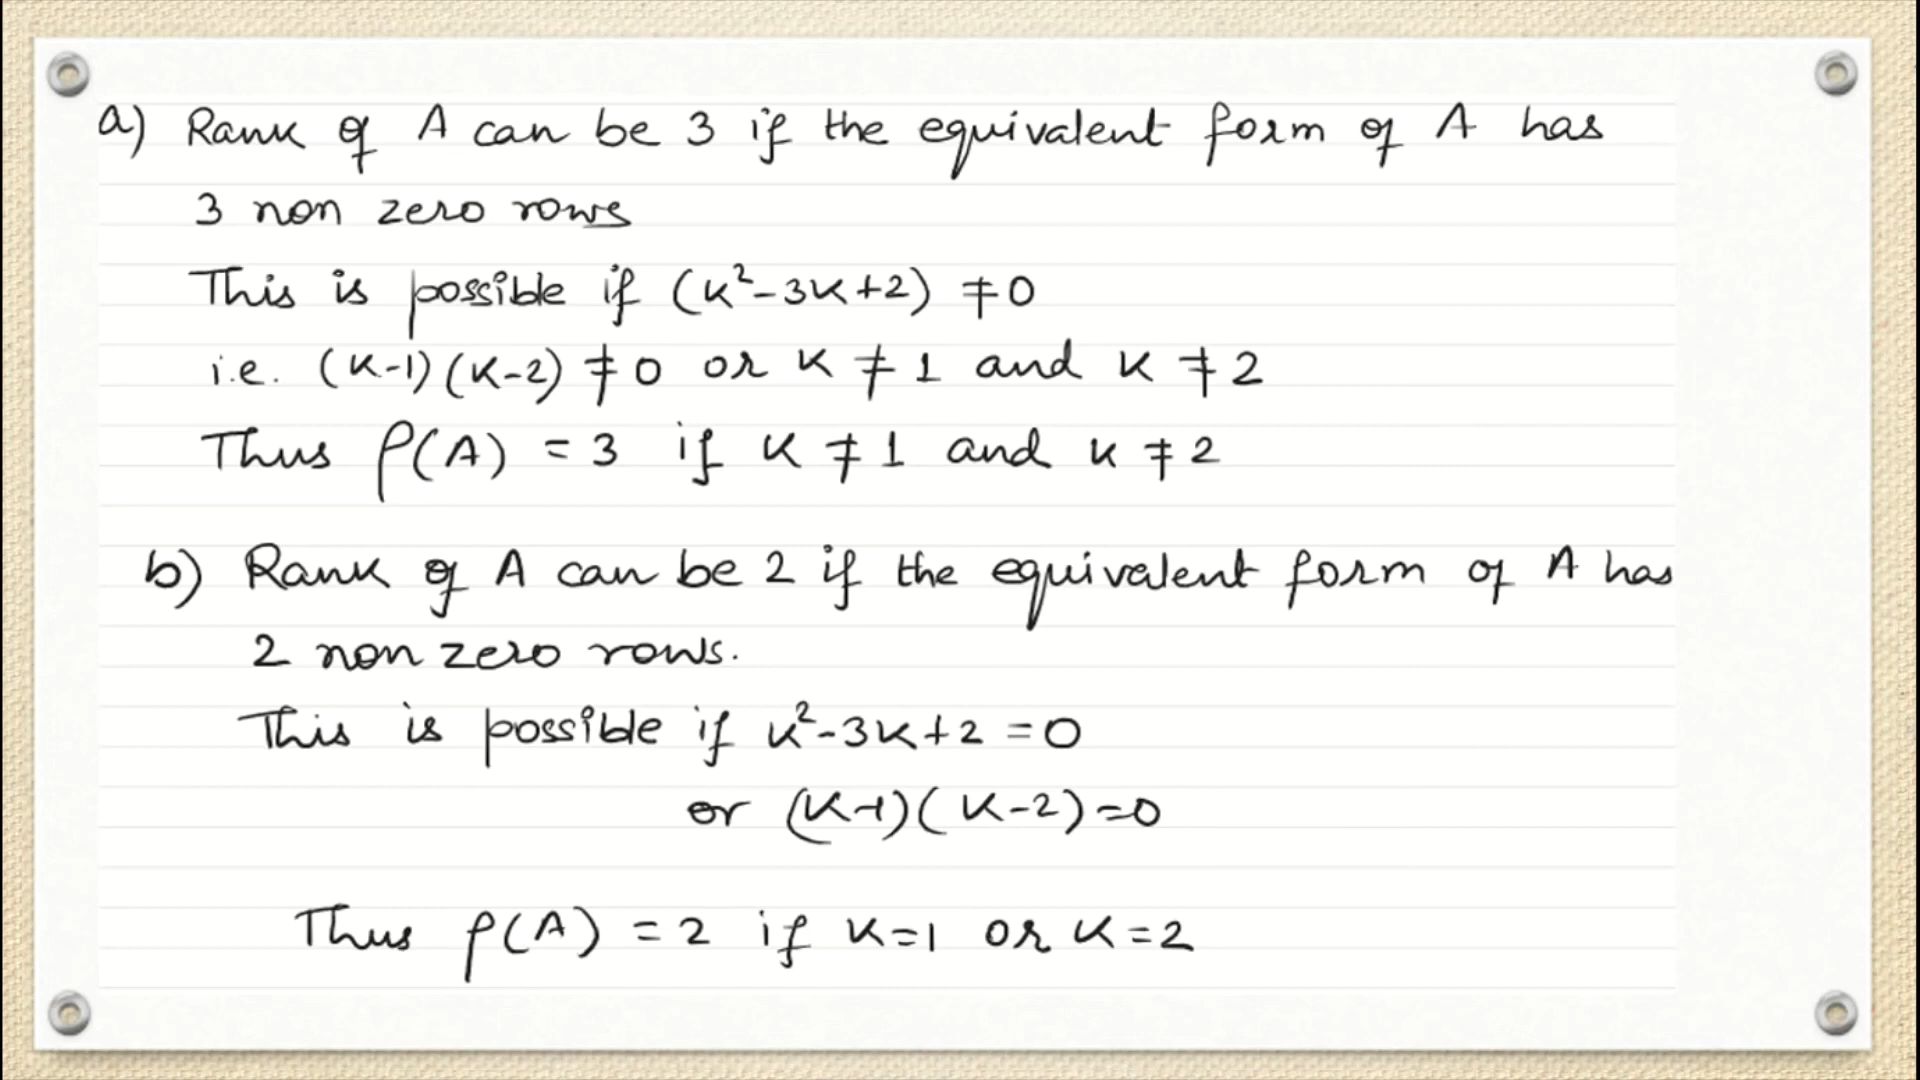 a) Rank of A can be 3 if the equivalent form of A has
3 non zero rows
This is possible if (K²-3K+2) ≠0
i.e. (K-1)(K-2) ≠0 or K ≠ 1 and K ≠2
Thus ρ(A) = 3 if K ≠1 and K ≠2
b) Rank of A can be 2 if the equivalent form of A has
2 non zero rows.
This is possible if K²-3K+2 =0
or (K-1)(K-2)=0
Thus ρ(A) = 2 if K=1 or K=2